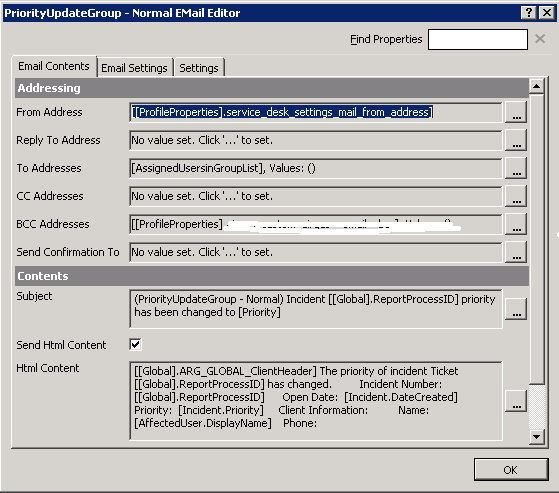 PriorityUpdateGroup - Normal EMail Editor
Find Properties
Email Contents Email Settings Settings
Addressing
From Address [[ProfileProperties].service_desk_settings_mail_from_address] ...
Reply To Address No value set. Click '...' to set. ...
To Addresses [AssignedUsersinGroupList], Values: () ...
CC Addresses No value set. Click '...' to set. ...
BCC Addresses [[ProfileProperties] ...
Send Confirmation To No value set. Click '...' to set. ...
Contents
Subject (PriorityUpdateGroup - Normal) Incident [[Global].ReportProcessID] priority
has been changed to [Priority] ...
Send Html Content
Html Content [[Global].ARG_GLOBAL_ClientHeader] The priority of incident Ticket
[[Global].ReportProcessID] has changed. Incident Number:
[[Global].ReportProcessID] Open Date: [Incident.DateCreated]
Priority: [Incident.Priority] Client Information: Name:
[AffectedUser.DisplayName] Phone: ...
OK